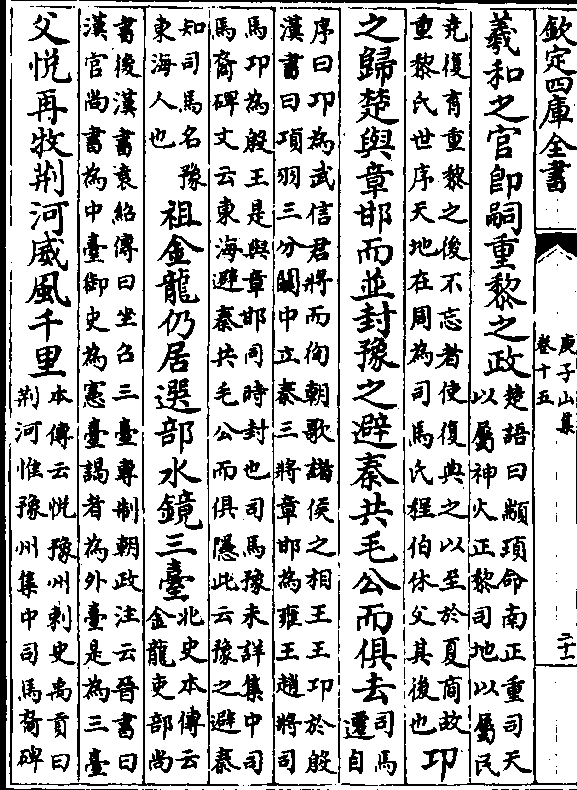 欽定四庫全書
庾子山集
卷十五
二十一
羲和之官即嗣重黎之政
楚語曰顓頊命南正重司天
以屬神火正黎司地以屬民
堯復育重黎之後不忘者使復典之以至於夏商故
重黎氏世序天地在周為司馬氏程伯休父其後也
卬
之歸楚與章邯而並封豫之避秦共毛公而俱去
司馬
遷自
序曰卬為武信君將而徇朝歌諸侯之相王王卬於殷
漢書曰項羽三分關中立秦三將章邯為雍王趙將司
馬卬為殷王是與章邯同時封也司馬豫未詳集中司
馬裔碑文云東海避秦共毛公而俱隱此云豫之避秦
知司馬名豫
東海人也
祖金龍仍居選部水鏡三臺
北史本傳云
金龍吏部尚
書後漢書袁紹傳曰坐召三臺專制朝政注云晉書曰
漢官尚書為中臺御史為憲臺謁者為外臺是為三臺
父悅再牧荆河威風千里
本傳云悅豫州刺史禹貢曰
荆河惟豫州集中司馬裔碑